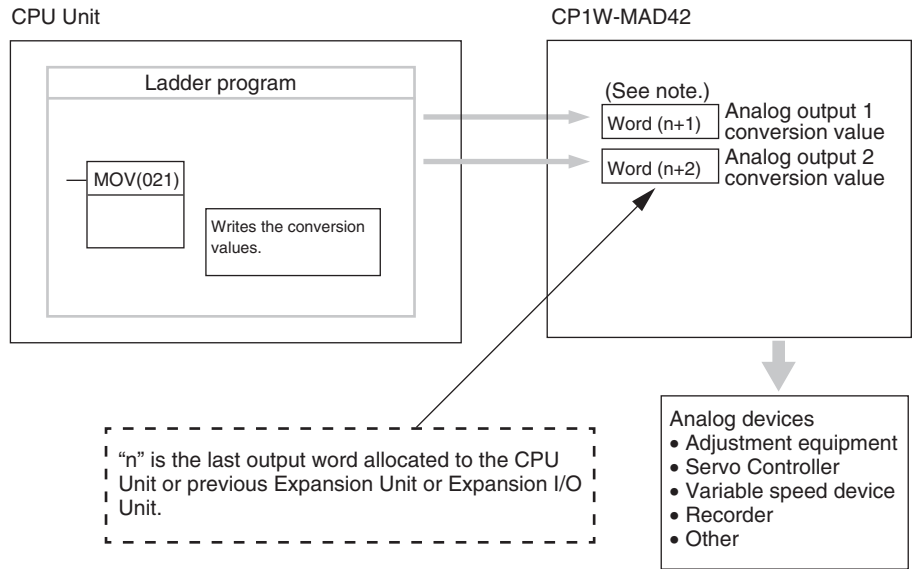 CPU Unit
CP1W-MAD42
Ladder program
MOV(021)
Writes the conversion
values.
(See note.)
Word (n+1)
Analog output 1
conversion value
Word (n+2)
Analog output 2
conversion value
“n” is the last output word allocated to the CPU
Unit or previous Expansion Unit or Expansion I/O
Unit.
Analog devices
• Adjustment equipment
• Servo Controller
• Variable speed device
• Recorder
• Other